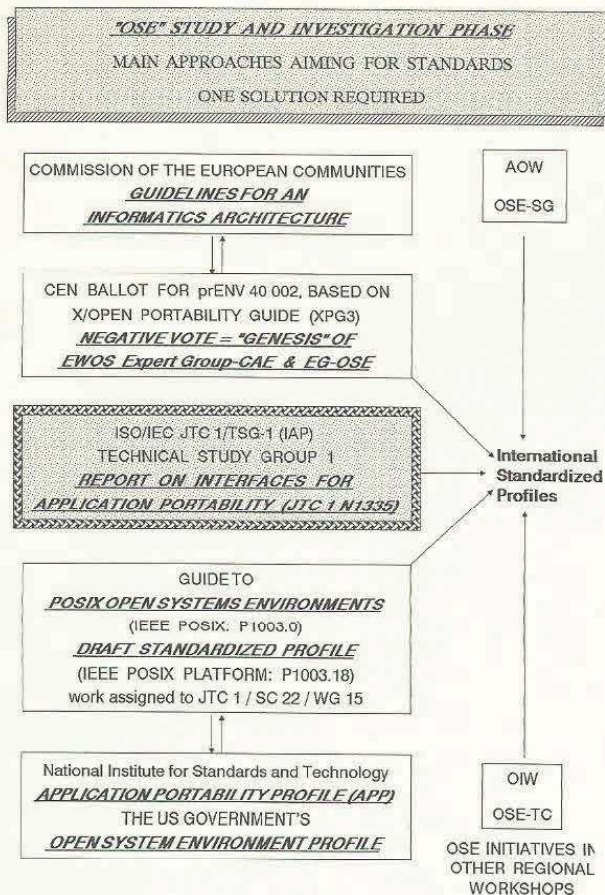 "OSE" STUDY AND INVESTIGATION PHASE
MAIN APPROACHES AIMING FOR STANDARDS
ONE SOLUTION REQUIRED
COMMISSION OF THE EUROPEAN COMMUNITIES
GUIDELINES FOR AN
INFORMATICS ARCHITECTURE
AOW
OSE-SG
CEN BALLOT FOR prENV 40 002, BASED ON
X/OPEN PORTABILITY GUIDE (XPG3)
NEGATIVE VOTE = "GENESIS" OF
EWOS Expert Group-CAE & EG-OSE
ISO/IEC JTC 1/TSG-1 (IAP)
TECHNICAL STUDY GROUP 1
REPORT ON INTERFACES FOR
APPLICATION PORTABILITY (JTC 1 N1335)
International
Standardized
Profiles
GUIDE TO
POSIX OPEN SYSTEMS ENVIRONMENTS
(IEEE POSIX: P1003.0)
DRAFT STANDARDIZED PROFILE
(IEEE POSIX PLATFORM: P1003.18)
work assigned to JTC 1 / SC 22 / WG 15
National Institute for Standards and Technology
APPLICATION PORTABILITY PROFILE (APP)
THE US GOVERNMENT'S
OPEN SYSTEM ENVIRONMENT PROFILE
OIW
OSE-TC
OSE INITIATIVES IN
OTHER REGIONAL
WORKSHOPS